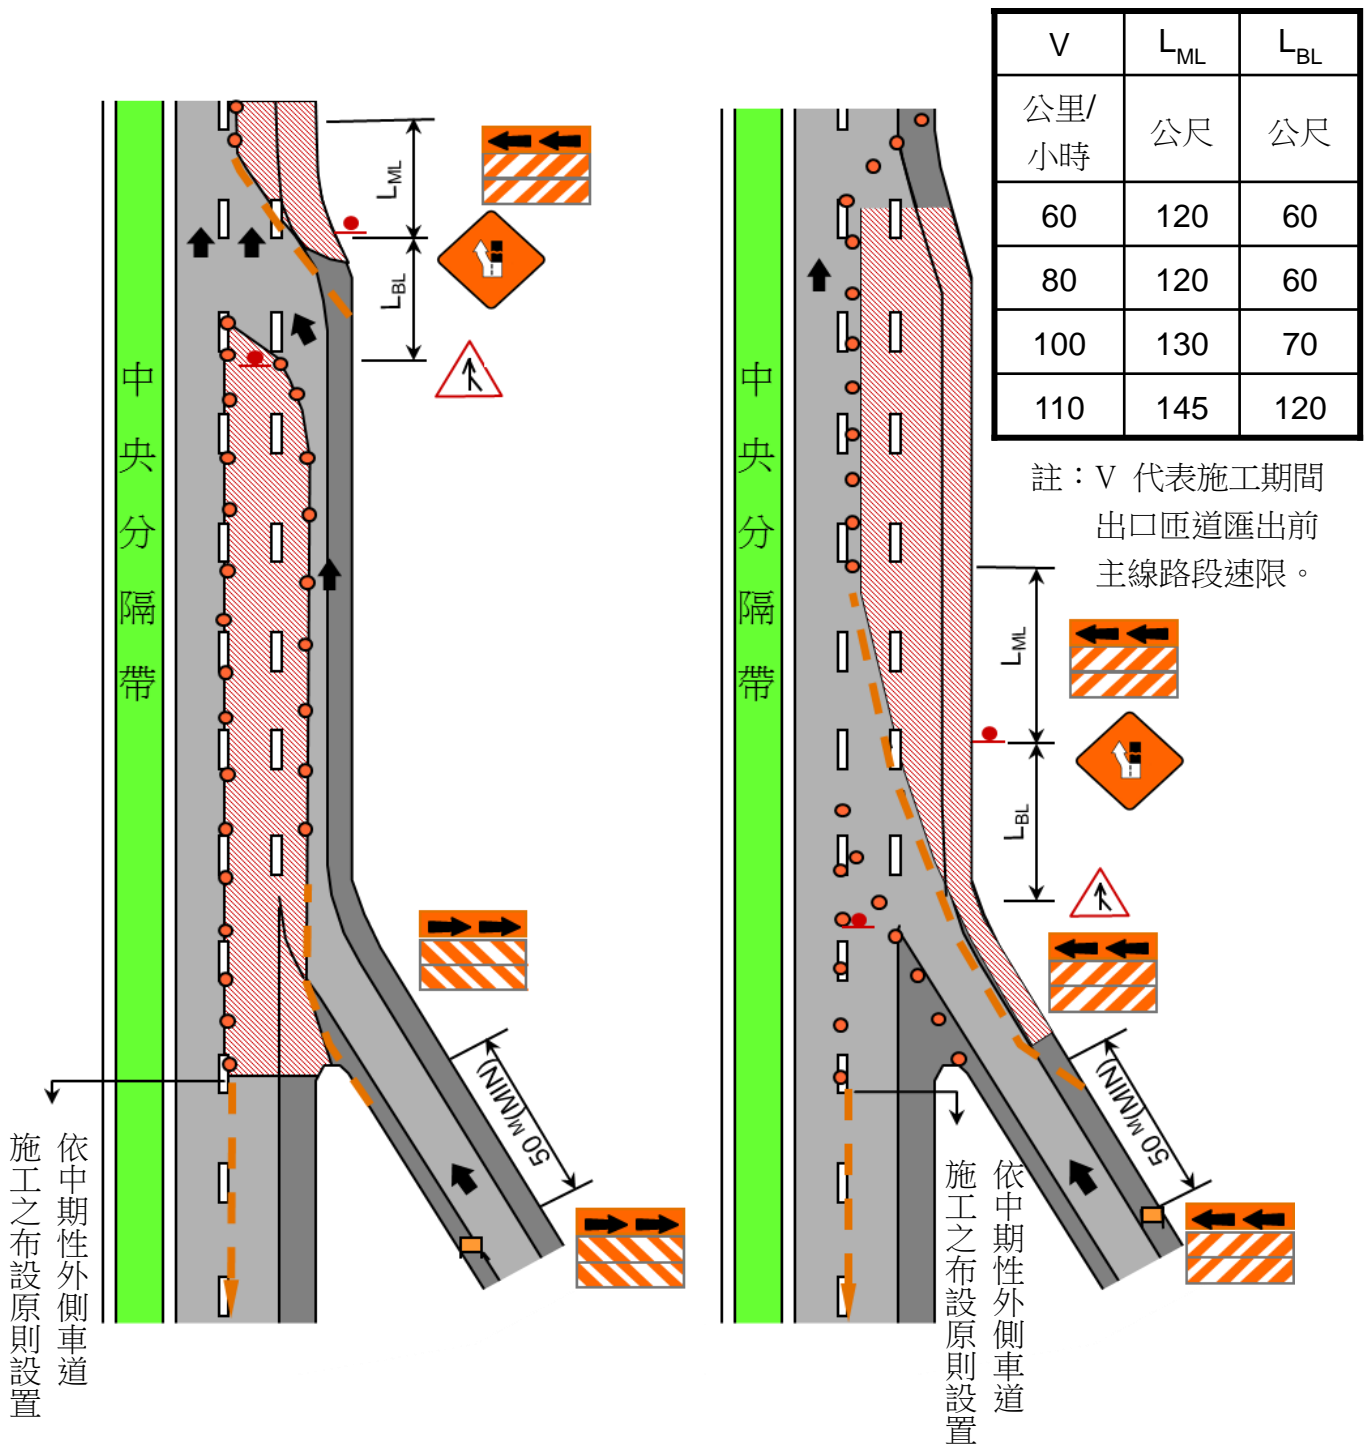 V	L_ML	L_BL
公里/小時	公尺	公尺
60	120	60
80	120	60
100	130	70
110	145	120
註：V 代表施工期間
出口匝道匯出前
主線路段速限。
中央分隔帶
L_ML
L_BL
50 M(MIN)
依中期性外側車道
施工之布設原則設置
中央分隔帶
L_ML
L_BL
50 M(MIN)
依中期性外側車道
施工之布設原則設置